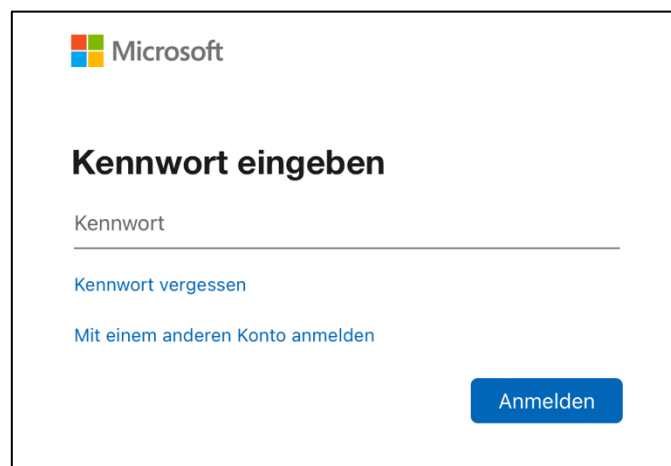 Microsoft
Kennwort eingeben
Kennwort
Kennwort vergessen
Mit einem anderen Konto anmelden
Anmelden